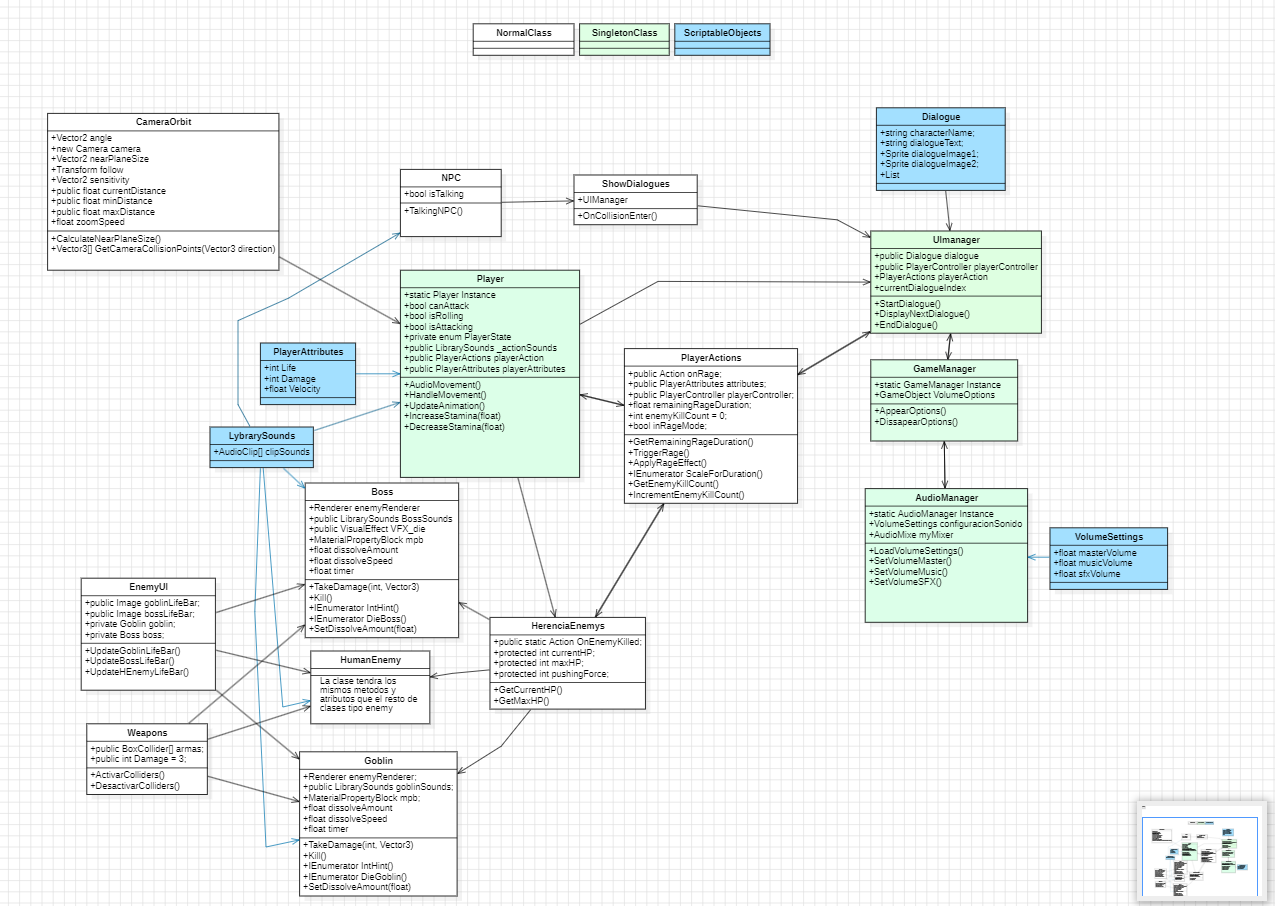 NormalClass
SingletonClass
ScriptableObjects
CameraOrbit
+Vector2 angle
+new Camera camera
+Vector2 nearPlaneSize
+Transform follow
+Vector2 sensitivity
+public float currentDistance
+public float minDistance
+public float maxDistance
+float zoomSpeed
+CalculateNearPlaneSize()
+Vector3[] GetCameraCollisionPoints(Vector3 direction)
NPC
+bool isTalking
+TalkingNPC()
ShowDialogues
+UIManager
+OnCollisionEnter()
Dialogue
+string characterName;
+string dialogueText;
+Sprite dialogueImage1;
+Sprite dialogueImage2;
+List
UImanager
+public Dialogue dialogue
+public PlayerController playerController
+PlayerActions playerAction
+currentDialogueIndex
+StartDialogue()
+DisplayNextDialogue()
+EndDialogue()
Player
+static Player Instance
+bool canAttack
+bool isRolling
+bool isAttacking
+private enum PlayerState
+public LibrarySounds _actionSounds
+public PlayerActions playerAction
+public PlayerAttributes playerAttributes
+AudioMovement()
+HandleMovement()
+UpdateAnimation()
+IncreaseStamina(float)
+DecreaseStamina(float)
PlayerAttributes
+int Life
+int Damage
+float Velocity
PlayerActions
+public Action onRage;
+public PlayerAttributes attributes;
+public PlayerController playerController;
+float remainingRageDuration;
+int enemyKillCount = 0;
+bool inRageMode;
+GetRemainingRageDuration()
+TriggerRage()
+ApplyRageEffect()
+IEnumerator ScaleForDuration()
+GetEnemyKillCount()
+IncrementEnemyKillCount()
GameManager
+static GameManager Instance
+GameObject VolumeOptions
+AppearOptions()
+DissapearOptions()
LybrarySounds
+AudioClip[] clipSounds
Boss
+Renderer enemyRenderer
+public LibrarySounds BossSounds
+public VisualEffect VFX_die
+MaterialPropertyBlock mpb
+float dissolveAmount
+float dissolveSpeed
+float timer
+TakeDamage(int, Vector3)
+Kill()
+IEnumerator IntHint()
+IEnumerator DieBoss()
+SetDissolveAmount(float)
AudioManager
+static AudioManager Instance
+VolumeSettings configuracionSonido
+AudioMixe myMixer
+LoadVolumeSettings()
+SetVolumeMaster()
+SetVolumeMusic()
+SetVolumeSFX()
VolumeSettings
+float masterVolume
+float musicVolume
+float sfxVolume
EnemyUI
+public Image goblinLifeBar;
+public Image bossLifeBar;
+private Goblin goblin;
+private Boss boss;
+UpdateGoblinLifeBar()
+UpdateBossLifeBar()
+UpdateHEnemyLifeBar()
HerenciaEnemys
+public static Action OnEnemyKilled;
+protected int currentHP;
+protected int maxHP;
+protected int pushingForce;
+GetCurrentHP()
+GetMaxHP()
HumanEnemy
La clase tendra los
mismos metodos y
atributos que el resto de
clases tipo enemy
Weapons
+public BoxCollider[] armas;
+public int Damage = 3;
+ActivarColliders()
+DesactivarColliders()
Goblin
+Renderer enemyRenderer;
+public LibrarySounds goblinSounds;
+MaterialPropertyBlock mpb;
+float dissolveAmount
+float dissolveSpeed
+float timer
+TakeDamage(int, Vector3)
+Kill()
+IEnumerator IntHint()
+IEnumerator DieGoblin()
+SetDissolveAmount(float)